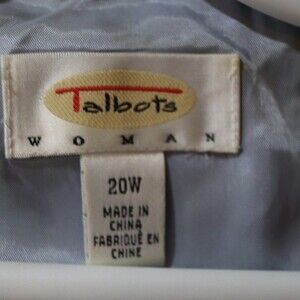 Talbots
WOMAN
20W
MADE IN
CHINA
FABRIQUÉ EN
CHINE